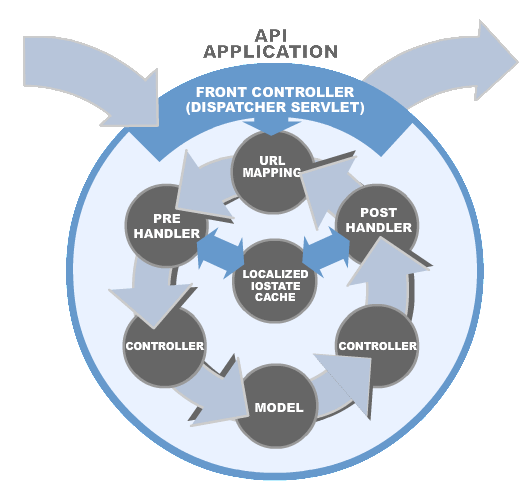 API
APPLICATION
FRONT CONTROLLER
(DISPATCHER SERVLET)
URL
MAPPING
PRE
HANDLER
POST
HANDLER
LOCALIZED
IOSTATE
CACHE
CONTROLLER
CONTROLLER
MODEL